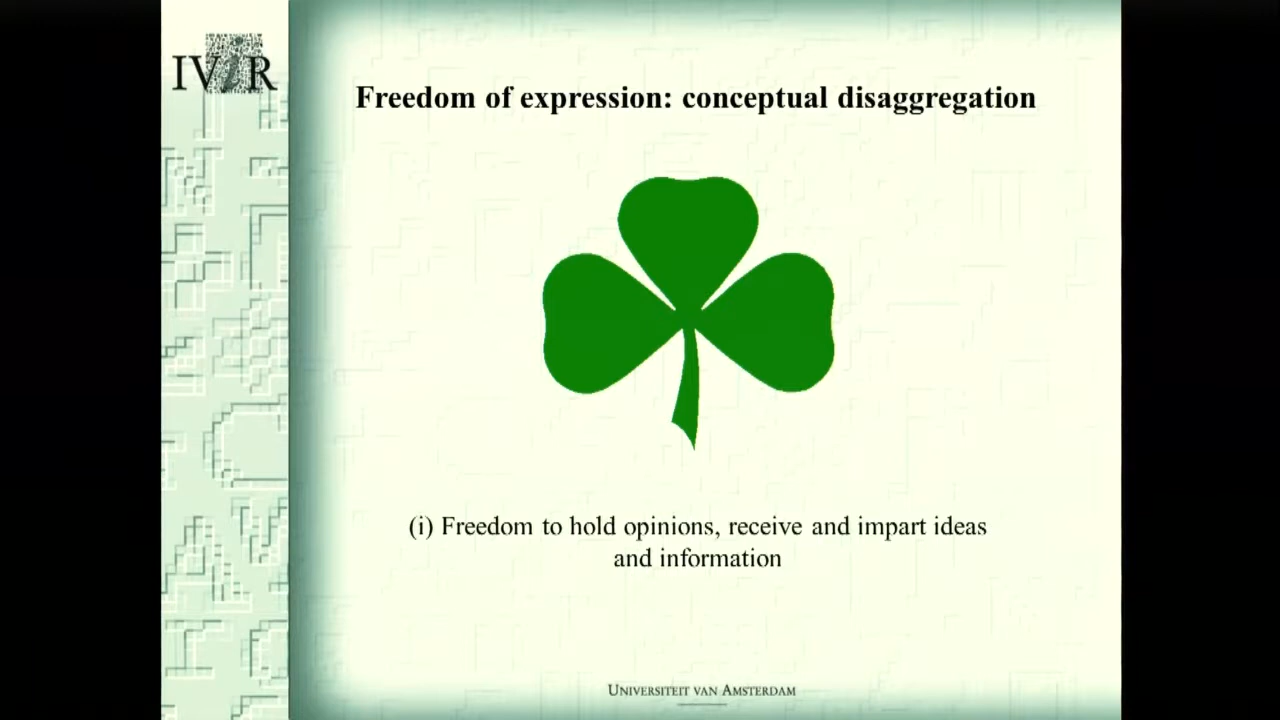 IViR
Freedom of expression: conceptual disaggregation
(i) Freedom to hold opinions, receive and impart ideas
and information
UNIVERSITEIT VAN AMSTERDAM